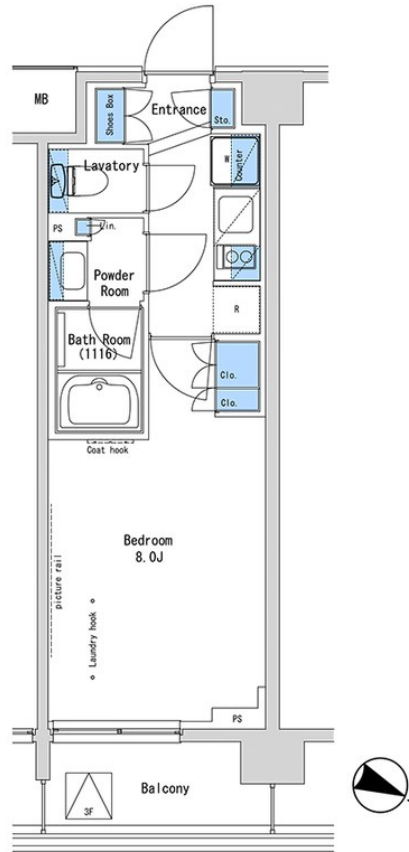 MB
Shoes Box
Entrance
Sto.
Lavatory
W
Counter
PS
Lin.
Powder
Room
Bath Room
(1116)
R
Clo.
Clo.
Coat hook
Bedroom
8.0J
picture rail
Laundry hook
PS
Balcony
3F